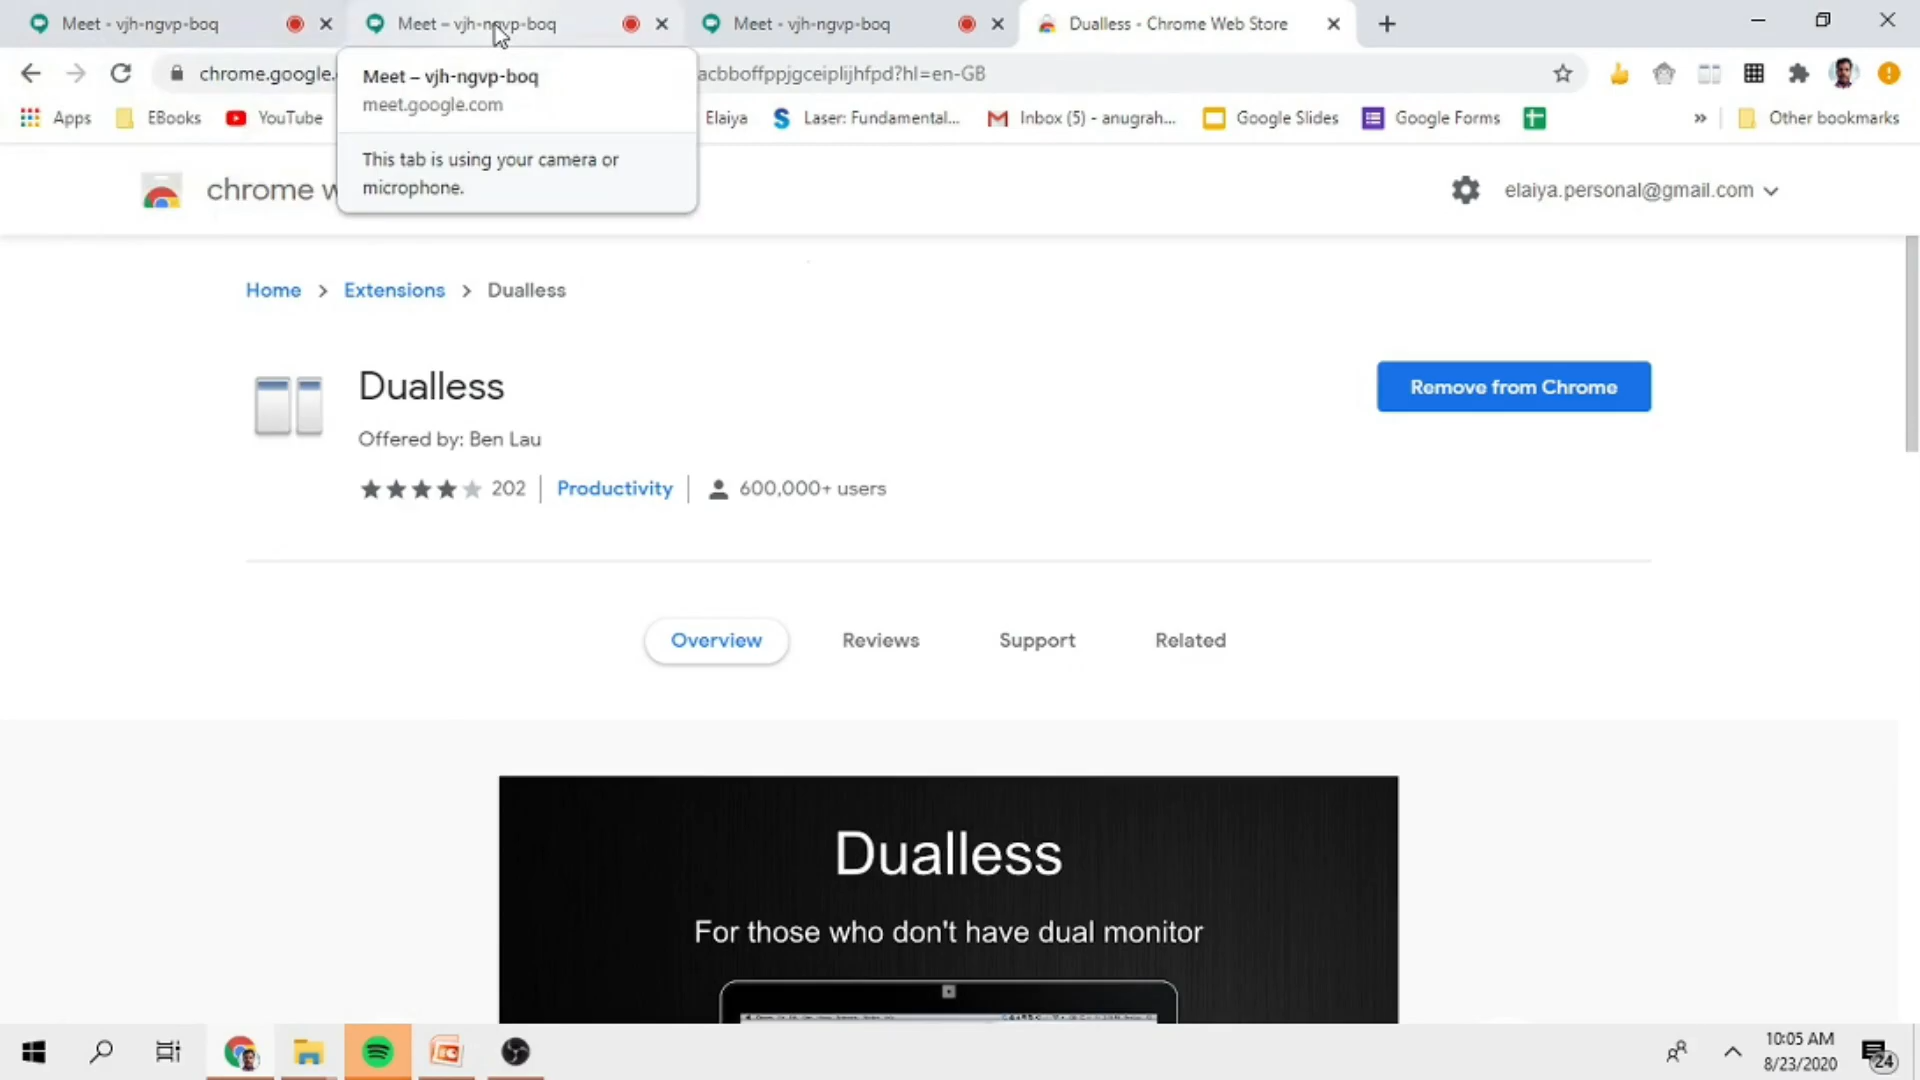 Meet - vjh-ngvp-boq
Meet – vjh-ngvp-boq
Meet - vjh-ngvp-boq
Dualless - Chrome Web Store
chrome.google.
acbboffppjgceiplijhfpd?hl=en-GB
Meet – vjh-ngvp-boq
meet.google.com
This tab is using your camera or
microphone.
Apps
EBooks
YouTube
Elaiya
Laser: Fundamental...
Inbox (5) - anugrah...
Google Slides
Google Forms
»
Other bookmarks
chrome w
elaiya.personal@gmail.com
Home > Extensions > Dualless
Dualless
Remove from Chrome
Offered by: Ben Lau
202
Productivity
600,000+ users
Overview
Reviews
Support
Related
Dualless
For those who don't have dual monitor
10:05 AM
8/23/2020
24